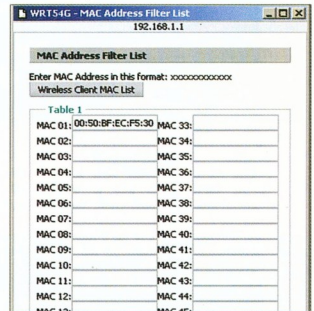 WRT54G - MAC Address Filter List
192.168.1.1
MAC Address Filter List
Enter MAC Address in this format: xxxxxxxxxxxx
Wireless Client MAC List
Table 1
MAC 01: 00:50:BF:EC:F5:30 MAC 33:
MAC 02: MAC 34:
MAC 03: MAC 35:
MAC 04: MAC 36:
MAC 05: MAC 37:
MAC 06: MAC 38:
MAC 07: MAC 39:
MAC 08: MAC 40:
MAC 09: MAC 41:
MAC 10: MAC 42:
MAC 11: MAC 43:
MAC 12: MAC 44: